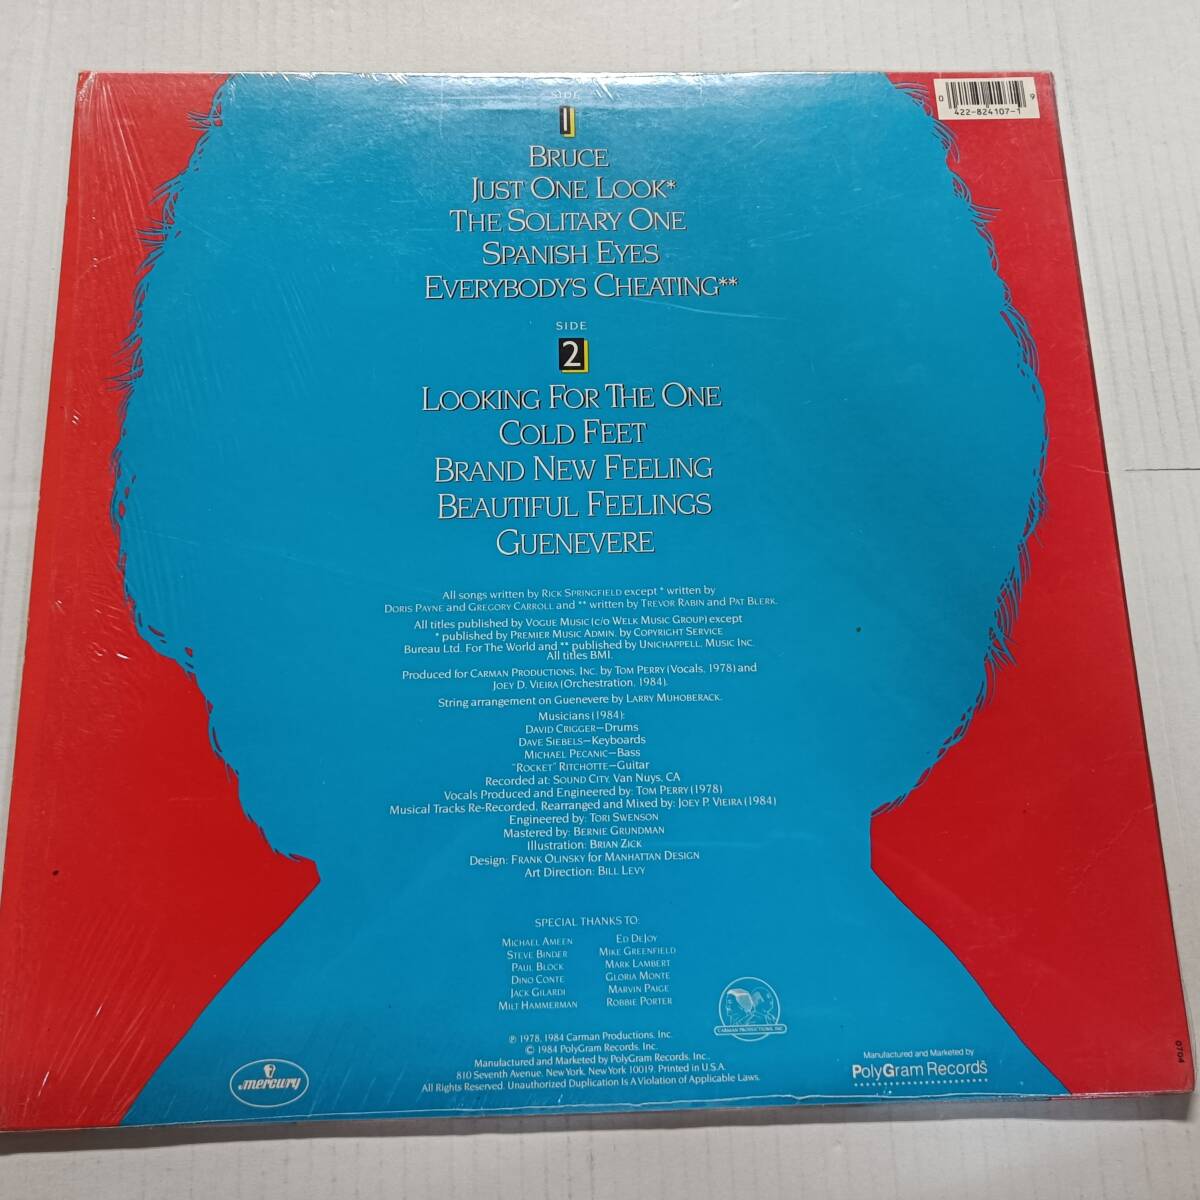 0 9
422-824107-1
SIDE
1
BRUCE
JUST ONE LOOK*
THE SOLITARY ONE
SPANISH EYES
EVERYBODY'S CHEATING**
SIDE
2
LOOKING FOR THE ONE
COLD FEET
BRAND NEW FEELING
BEAUTIFUL FEELINGS
GUENEVERE
All songs written by RICK SPRINGFIELD except * written by
DORIS PAYNE and GREGORY CARROLL and ** written by TREVOR RABIN and PAT BLERK.
All titles published by VOGUE MUSIC (C/O WELK MUSIC GROUP) except
* published by PREMIER MUSIC ADMIN. by COPYRIGHT SERVICE
Bureau Ltd. For The World and ** published by UNICHAPPELL, MUSIC INC.
All titles BMI.
Produced for CARMAN PRODUCTIONS, INC. by TOM PERRY (Vocals, 1978) and
JOEY D. VIEIRA (Orchestration, 1984).
String arrangement on Guenevere by LARRY MUHOBERACK.
Musicians (1984):
DAVID CRIGGER—Drums
DAVE SIEBELS—Keyboards
MICHAEL PECANIC—Bass
"ROCKET" RITCHOTTE—Guitar
Recorded at: SOUND CITY, Van Nuys, CA
Vocals Produced and Engineered by: TOM PERRY (1978)
Musical Tracks Re-Recorded, Rearranged and Mixed by: JOEY P. VIEIRA (1984)
Engineered by: TORI SWENSON
Mastered by: BERNIE GRUNDMAN
Illustration: BRIAN ZICK
Design: FRANK OLINSKY for MANHATTAN DESIGN
Art Direction: BILL LEVY
SPECIAL THANKS TO:
MICHAEL AMEEN
STEVE BINDER
PAUL BLOCK
DINO CONTE
JACK GILARDI
MILT HAMMERMAN
ED DEJOY
MIKE GREENFIELD
MARK LAMBERT
GLORIA MONTE
MARVIN PAIGE
ROBBIE PORTER
CARMAN PRODUCTIONS, INC.
℗ 1978, 1984 Carman Productions, Inc.
© 1984 PolyGram Records, Inc.
Manufactured and Marketed by PolyGram Records, Inc.,
810 Seventh Avenue, New York, New York 10019. Printed in U.S.A.
All Rights Reserved. Unauthorized Duplication Is A Violation of Applicable Laws.
mercury
Manufactured and Marketed by
PolyGram Records
0704